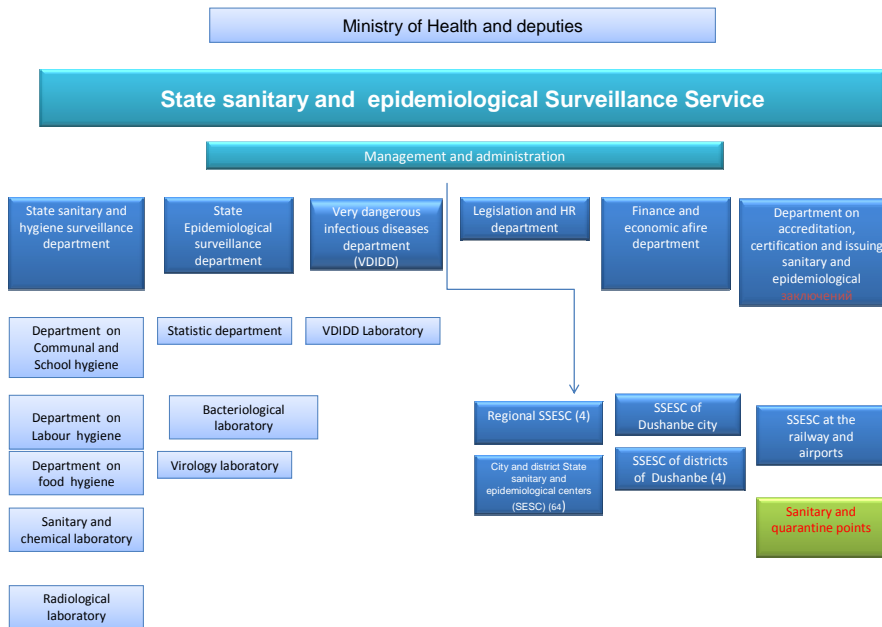 Ministry of Health and deputies
State sanitary and epidemiological Surveillance Service
Management and administration
State sanitary and
hygiene surveillance
department
State
Epidemiological
surveillance
department
Very dangerous
infectious diseases
department
(VDIDD)
Legislation and HR
department
Finance and
economic afire
department
Department on
accreditation,
certification and issuing
sanitary and
epidemiological
заключений
Department on
Communal and
School hygiene
Statistic department
VDIDD Laboratory
Department on
Labour hygiene
Bacteriological
laboratory
Department on
food hygiene
Virology laboratory
Sanitary and
chemical laboratory
Radiological
laboratory
Regional SSESC (4)
SSESC of
Dushanbe city
SSESC at the
railway and
airports
City and district State
sanitary and
epidemiological centers
(SESC) (64)
SSESC of districts
of Dushanbe (4)
Sanitary and
quarantine points